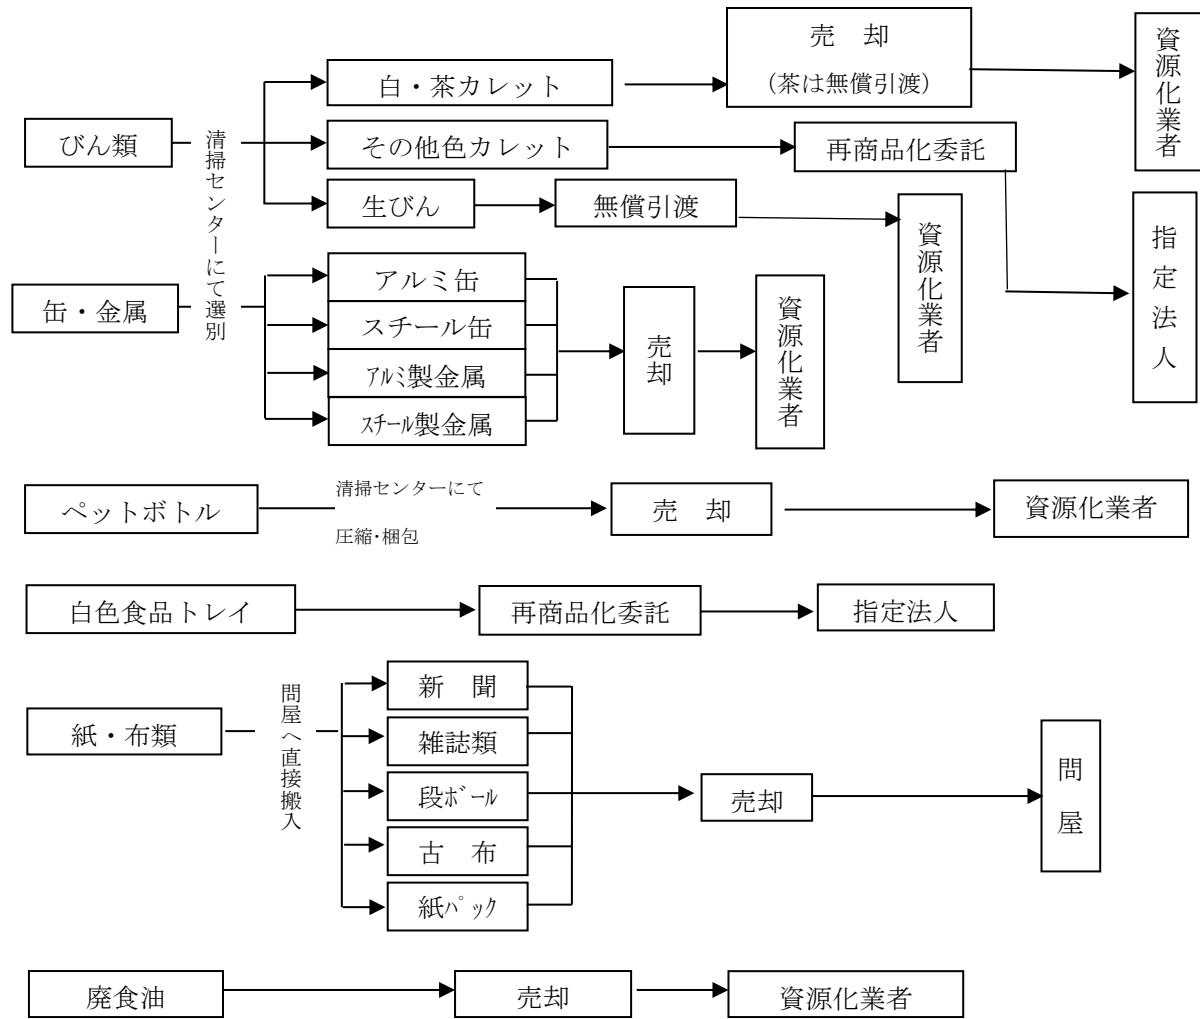 びん類
清掃センターにて選別
白・茶カレット
売　却
(茶は無償引渡)
資源化業者
その他色カレット
再商品化委託
指定法人
生びん
無償引渡
資源化業者
缶・金属
アルミ缶
スチール缶
ｱﾙﾐ製金属
ｽﾁｰﾙ製金属
売却
資源化業者
ペットボトル
清掃センターにて
圧縮･梱包
売　却
資源化業者
白色食品トレイ
再商品化委託
指定法人
紙・布類
問屋へ直接搬入
新　聞
雑誌類
段ﾎﾞｰﾙ
古　布
紙ﾊﾟｯｸ
売却
問屋
廃食油
売却
資源化業者